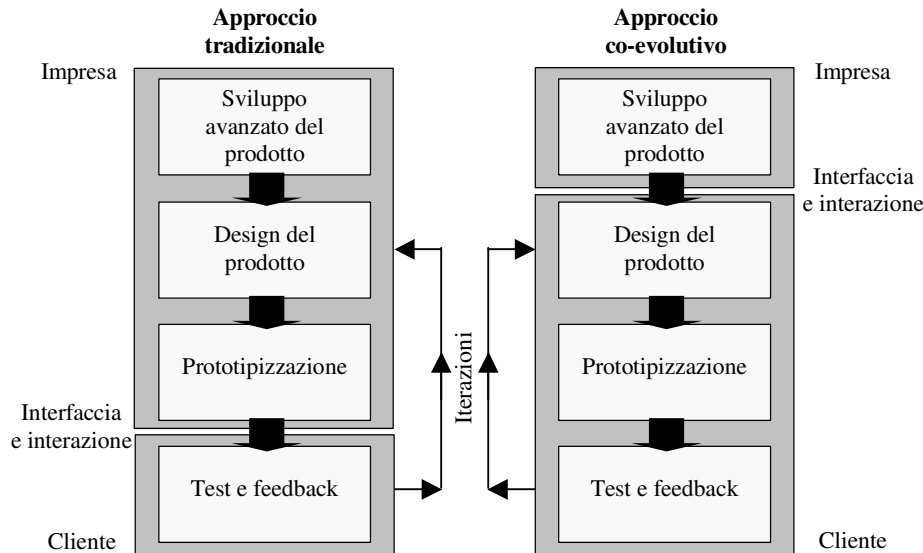 Approccio
tradizionale
Impresa
Sviluppo
avanzato del
prodotto
Design del
prodotto
Prototipizzazione
Interfaccia
e interazione
Test e feedback
Cliente
Iterazioni
Approccio
co-evolutivo
Impresa
Sviluppo
avanzato del
prodotto
Interfaccia
e interazione
Design del
prodotto
Prototipizzazione
Test e feedback
Cliente